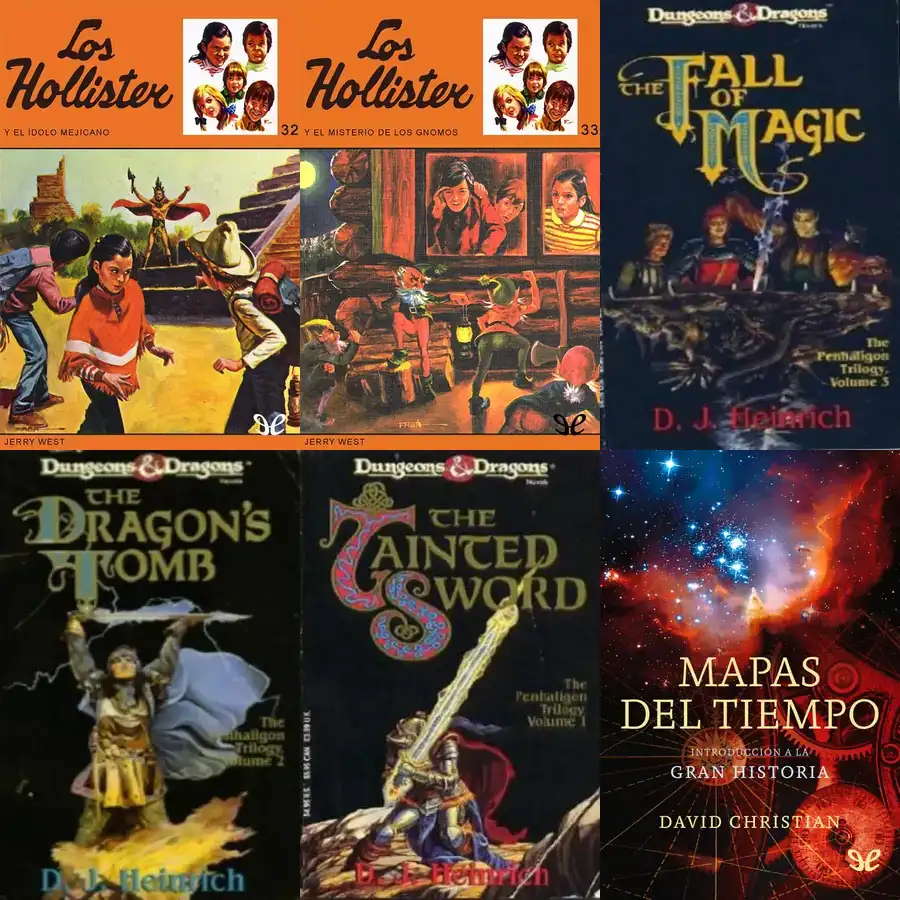 Los
Hollister
Y EL ÍDOLO MEJICANO
32
JERRY WEST
Los
Hollister
Y EL MISTERIO DE LOS GNOMOS
33
JERRY WEST
Dungeons & Dragons
THE FALL
OF
MAGIC
The
Penhaligon
Trilogy,
Volume 3
D. J. Heinrich
Dungeons & Dragons
THE
DRAGON'S
TOMB
The
Penhaligon
Trilogy,
Volume 2
D. J. Heinrich
Dungeons & Dragons
THE
TAINTED
SWORD
The
Penhaligon
Trilogy,
Volume 1
D. J. Heinrich
MAPAS
DEL TIEMPO
INTRODUCCIÓN A LA
GRAN HISTORIA
DAVID CHRISTIAN